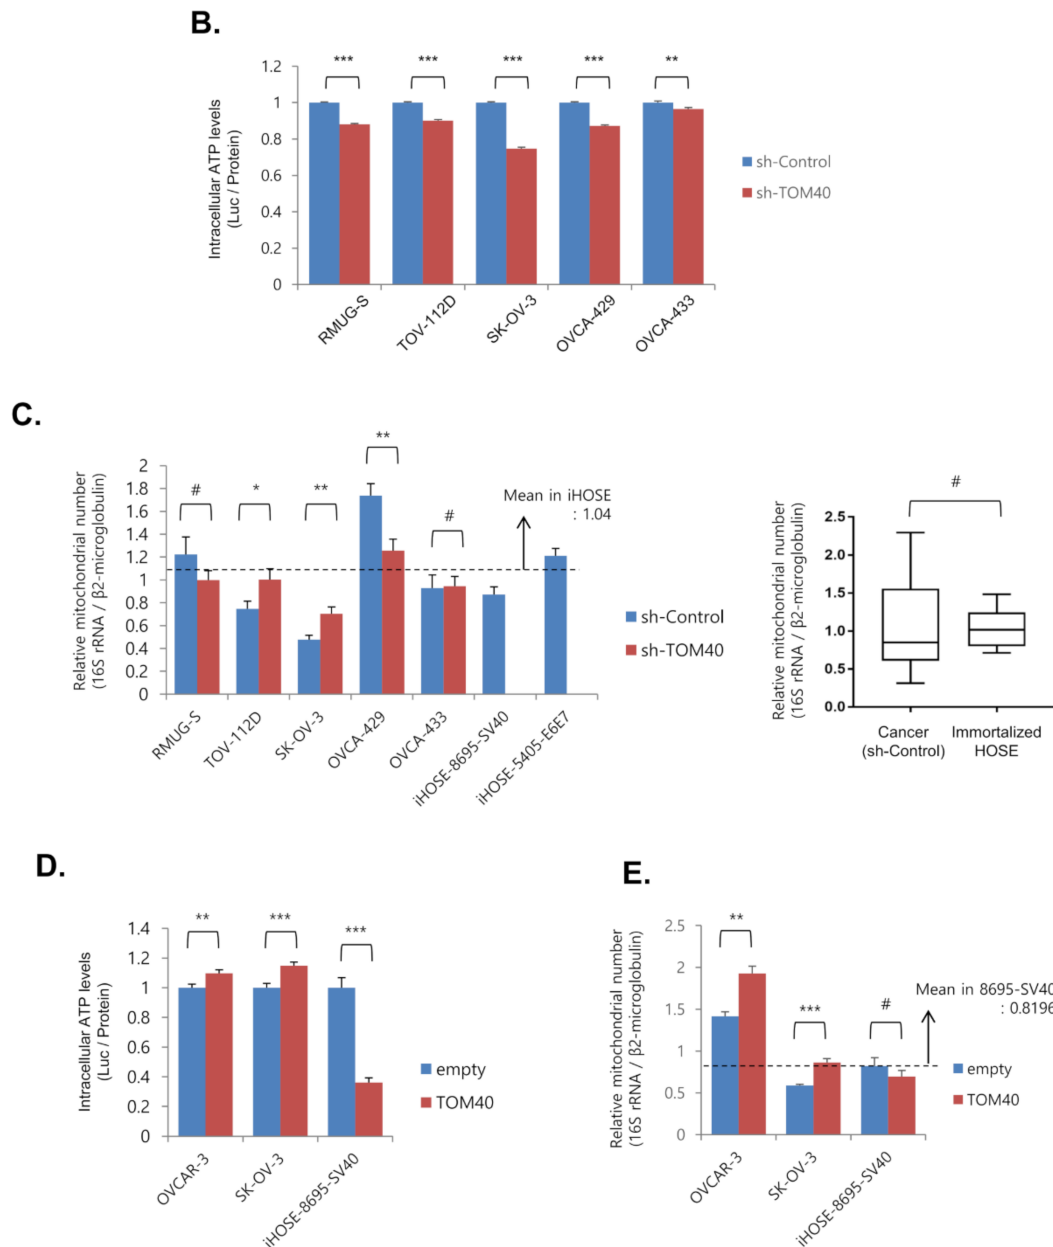 B.
Intracellular ATP levels
(Luc / Protein)
1.2
1
0.8
0.6
0.4
0.2
0
***
***
***
***
**
RMUG-S
TOV-112D
SK-OV-3
OVCA-429
OVCA-433
sh-Control
sh-TOM40
C.
Relative mitochondrial number
(16S rRNA / β2-microglobulin)
2
1.8
1.6
1.4
1.2
1
0.8
0.6
0.4
0.2
0
#
*
**
**
#
Mean in iHOSE
: 1.04
RMUG-S
TOV-112D
SK-OV-3
OVCA-429
OVCA-433
iHOSE-8695-SV40
iHOSE-5405-E6E7
sh-Control
sh-TOM40
Relative mitochondrial number
(16S rRNA / β2-microglobulin)
2.5
2.0
1.5
1.0
0.5
0.0
#
Cancer
(sh-Control)
Immortalized
HOSE
D.
Intracellular ATP levels
(Luc / Protein)
1.4
1.2
1
0.8
0.6
0.4
0.2
0
**
***
***
OVCAR-3
SK-OV-3
iHOSE-8695-SV40
empty
TOM40
E.
Relative mitochondrial number
(16S rRNA / β2-microglobulin)
2.5
2
1.5
1
0.5
0
**
***
#
Mean in 8695-SV40
: 0.8196
OVCAR-3
SK-OV-3
iHOSE-8695-SV40
empty
TOM40